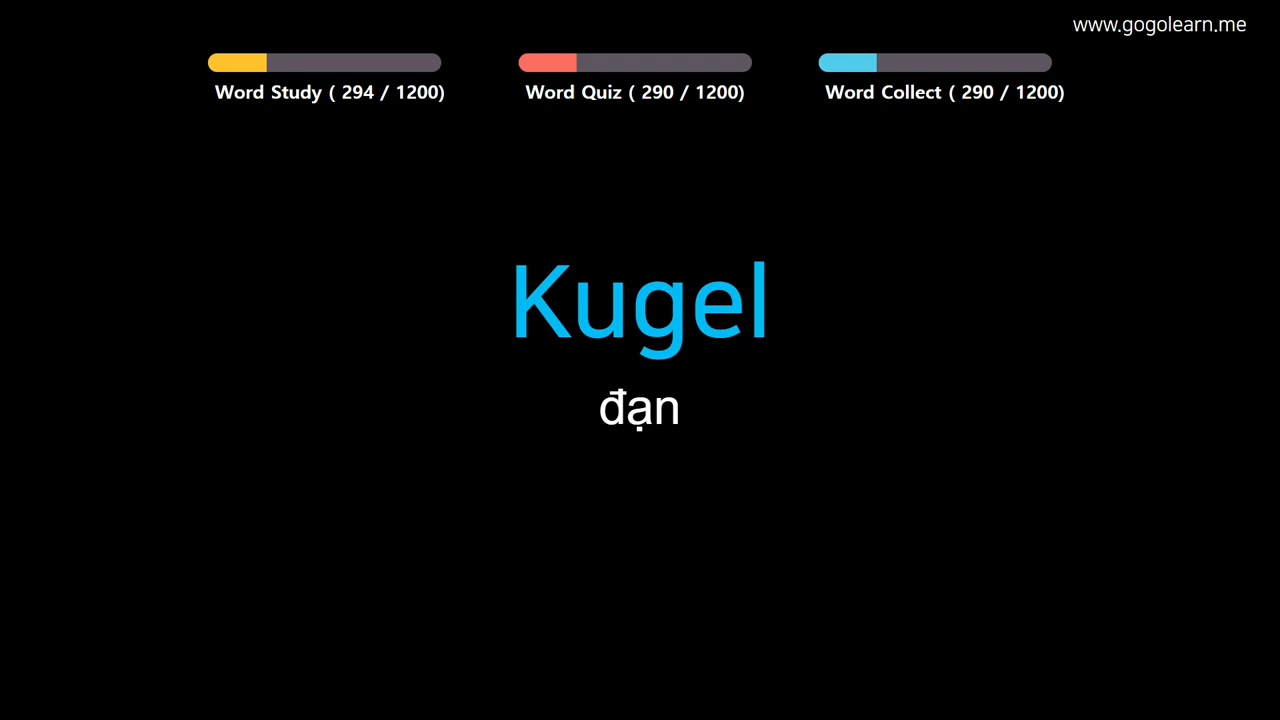 www.gogolearn.me
Word Study ( 294 / 1200)
Word Quiz ( 290 / 1200)
Word Collect ( 290 / 1200)
Kugel
đạn